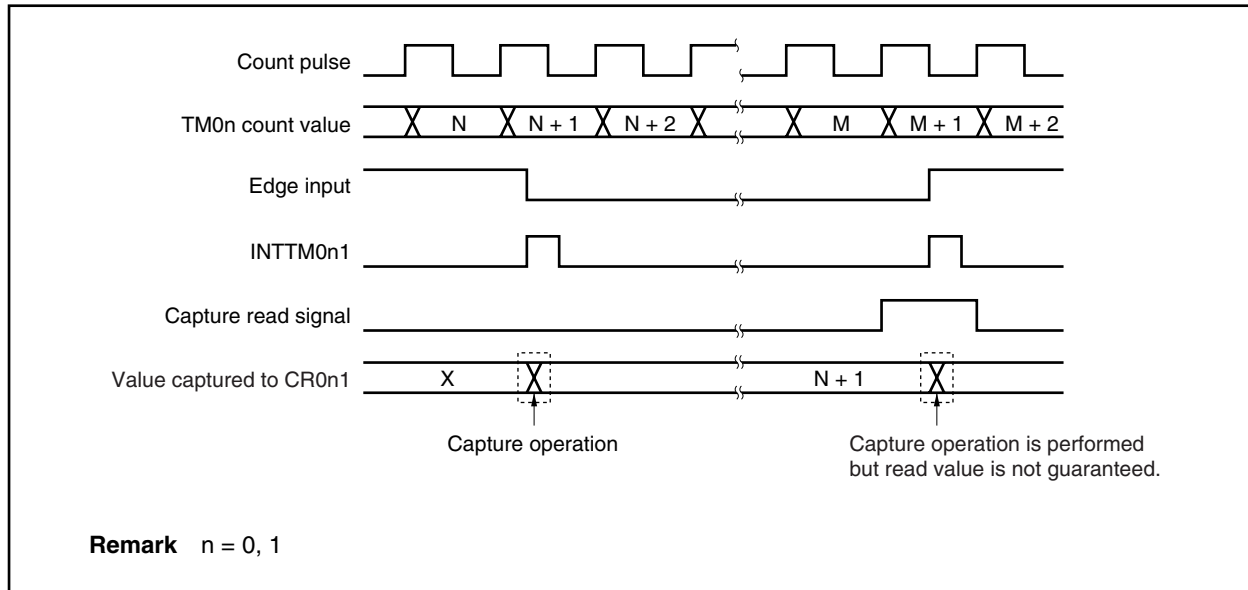 Count pulse
TM0n count value
N
N + 1
N + 2
M
M + 1
M + 2
Edge input
INTTM0n1
Capture read signal
Value captured to CR0n1
X
N + 1
Capture operation
Capture operation is performed
but read value is not guaranteed.
Remark n = 0, 1